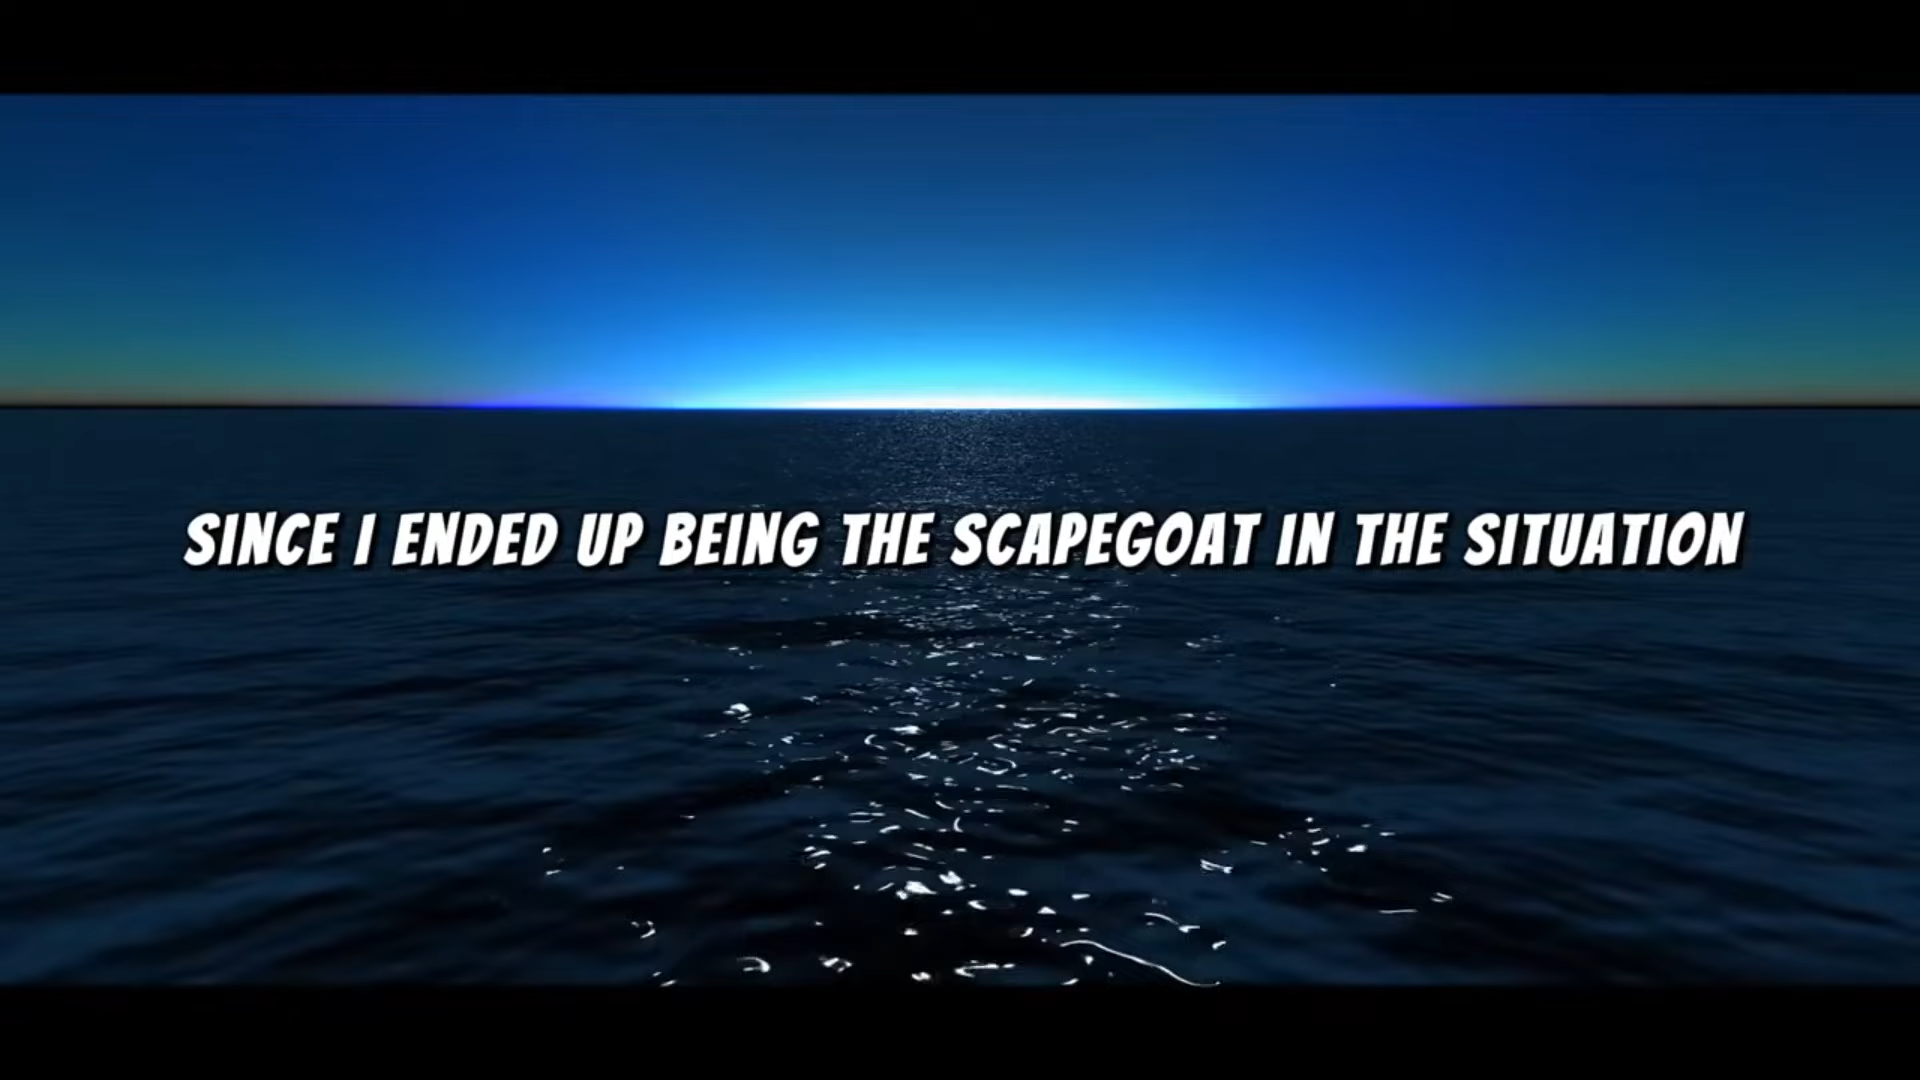 SINCE I ENDED UP BEING THE SCAPEGOAT IN THE SITUATION